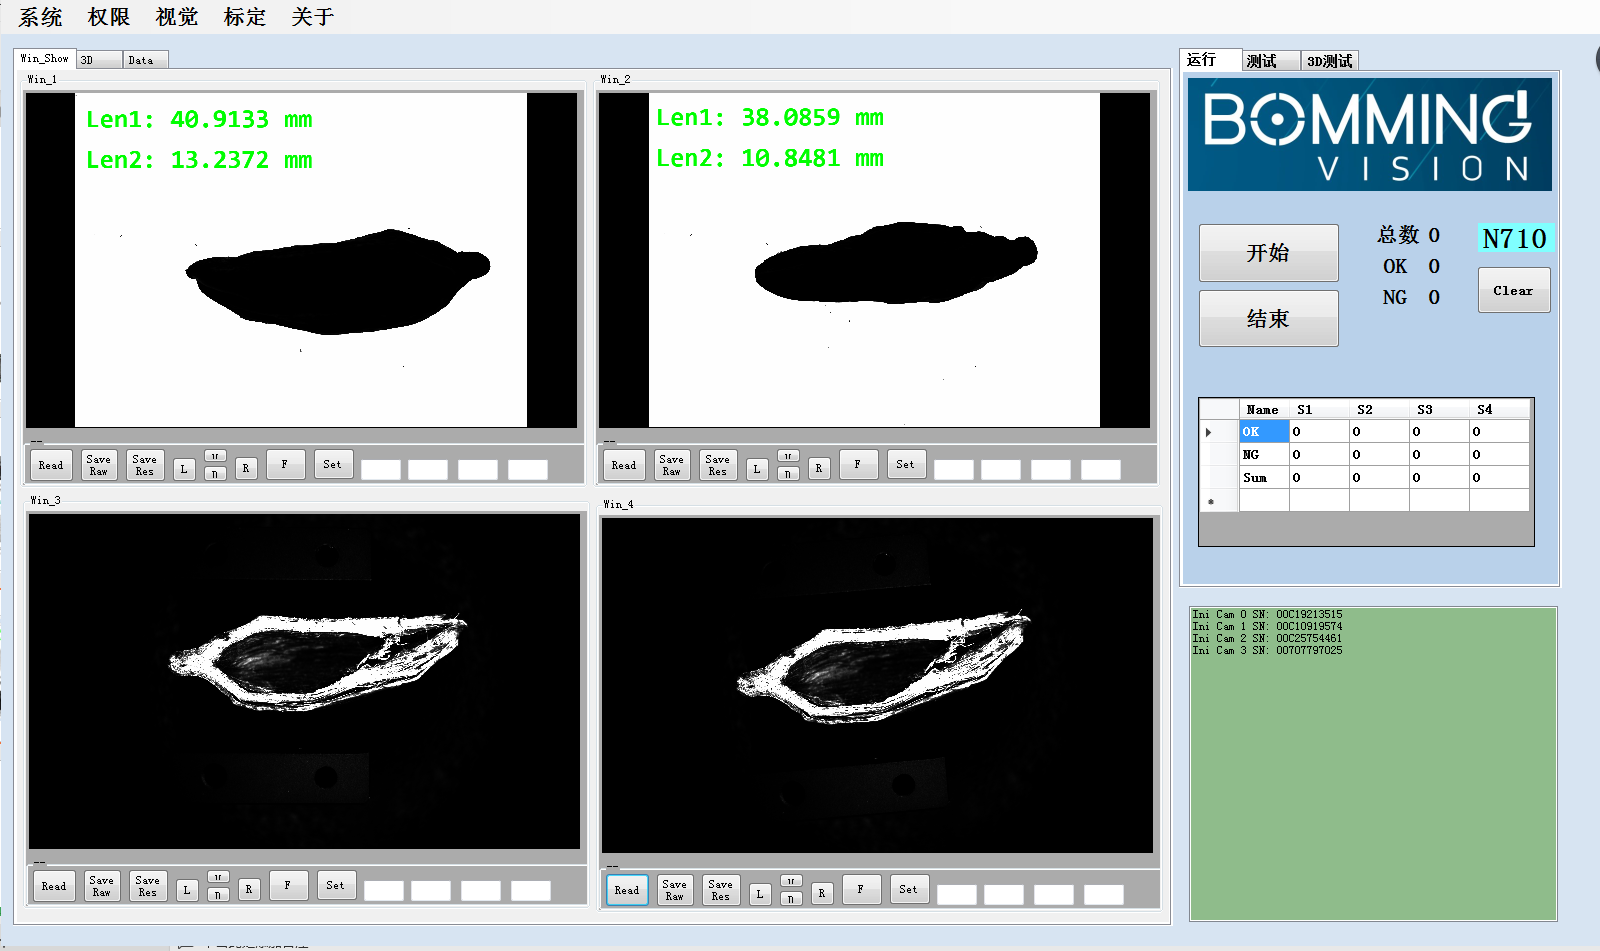 系统 权限 视觉 标定 关于
Win_Show 3D Data
Win_1
Len1: 40.9133 mm
Len2: 13.2372 mm
Read Save Raw Save Res L n R F Set
Win_2
Len1: 38.0859 mm
Len2: 10.8481 mm
Read Save Raw Save Res L n R F Set
Win_3
Read Save Raw Save Res L n R F Set
Win_4
Read Save Raw Save Res L n R F Set
运行 测试 3D测试
BOMMING
VISION
开始
结束
总数 0
OK 0
NG 0
N710
Clear
Name S1 S2 S3 S4
OK 0 0 0 0
NG 0 0 0 0
Sum 0 0 0 0
Ini Cam 0 SN: 00C19213515
Ini Cam 1 SN: 00C10919574
Ini Cam 2 SN: 00C25754461
Ini Cam 3 SN: 00707797025